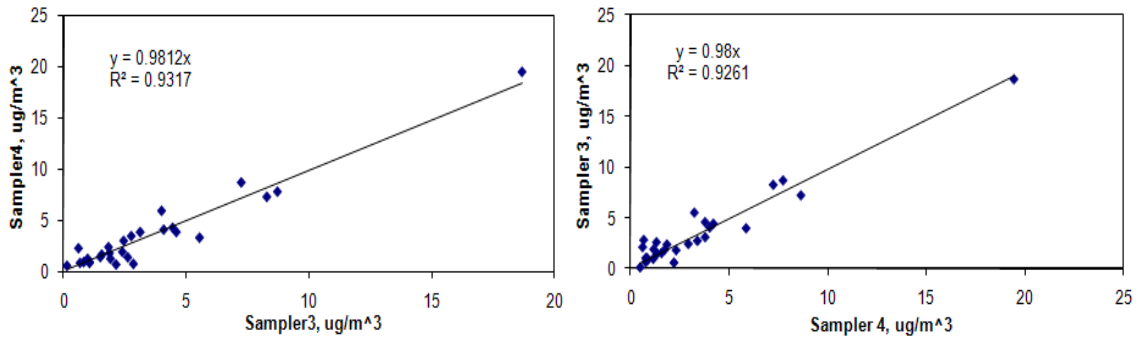 25
20
15
10
5
0
Sampler4, ug/m^3
y = 0.9812x
R² = 0.9317
0 5 10 15 20
Sampler3, ug/m^3
25
20
15
10
5
0
Sampler 3, ug/m^3
y = 0.98x
R² = 0.9261
0 5 10 15 20 25
Sampler 4, ug/m^3